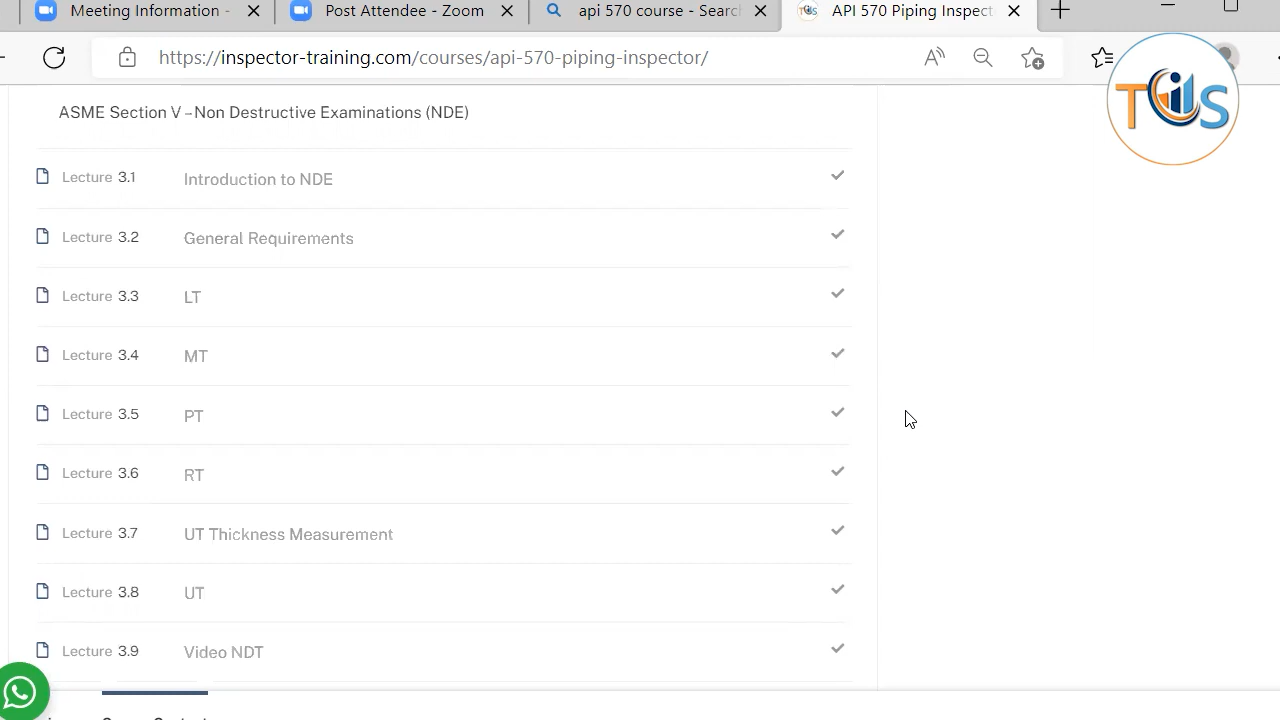 Meeting Information -
Post Attendee - Zoom
api 570 course - Search
API 570 Piping Inspect
https://inspector-training.com/courses/api-570-piping-inspector/
TIS
ASME Section V – Non Destructive Examinations (NDE)
Lecture 3.1 Introduction to NDE
Lecture 3.2 General Requirements
Lecture 3.3 LT
Lecture 3.4 MT
Lecture 3.5 PT
Lecture 3.6 RT
Lecture 3.7 UT Thickness Measurement
Lecture 3.8 UT
Lecture 3.9 Video NDT